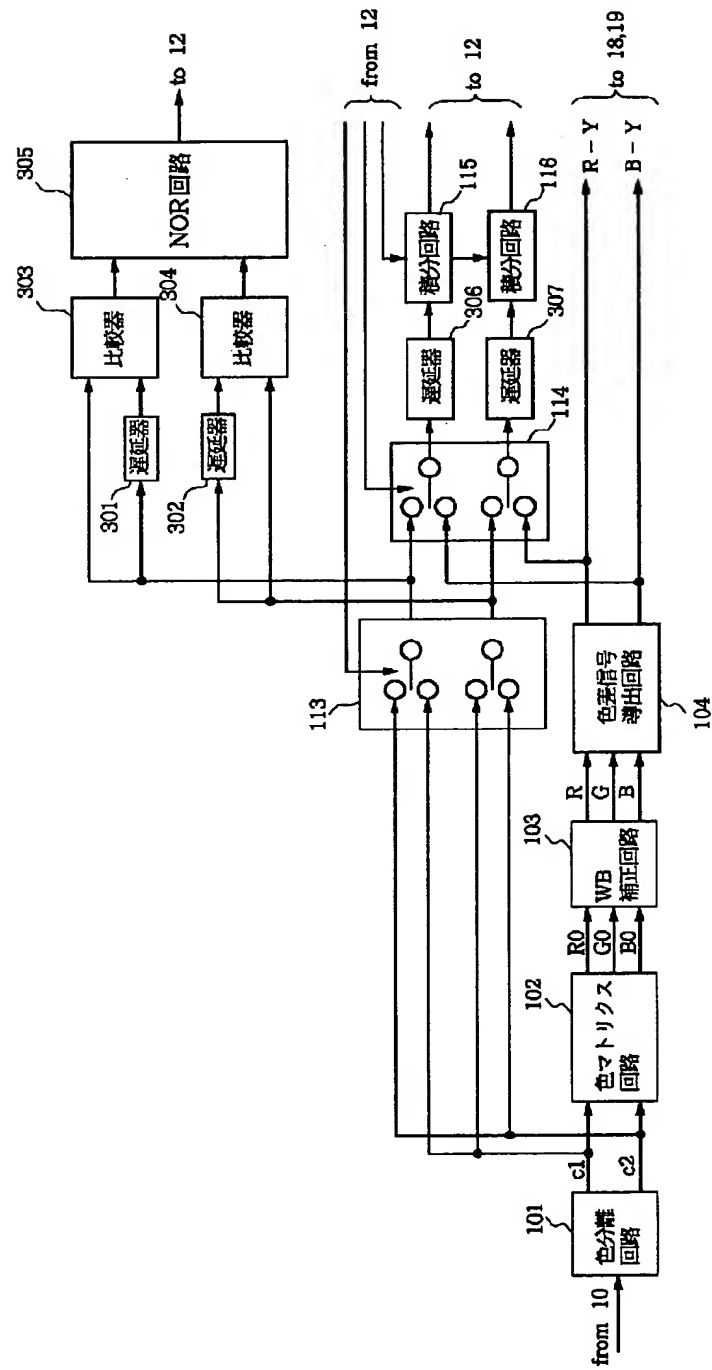 305
NOR回路
to 12
303
比較器
304
比較器
301
遅延器
302
遅延器
from 12
to 12
115
積分回路
116
積分回路
306
遅延器
307
遅延器
114
113
R - Y
B - Y
to 18,19
from 10
101
色分離
回路
c1
c2
102
色マトリクス
回路
R0
G0
B0
103
WB
補正回路
R
G
B
色差信号
導出回路
104